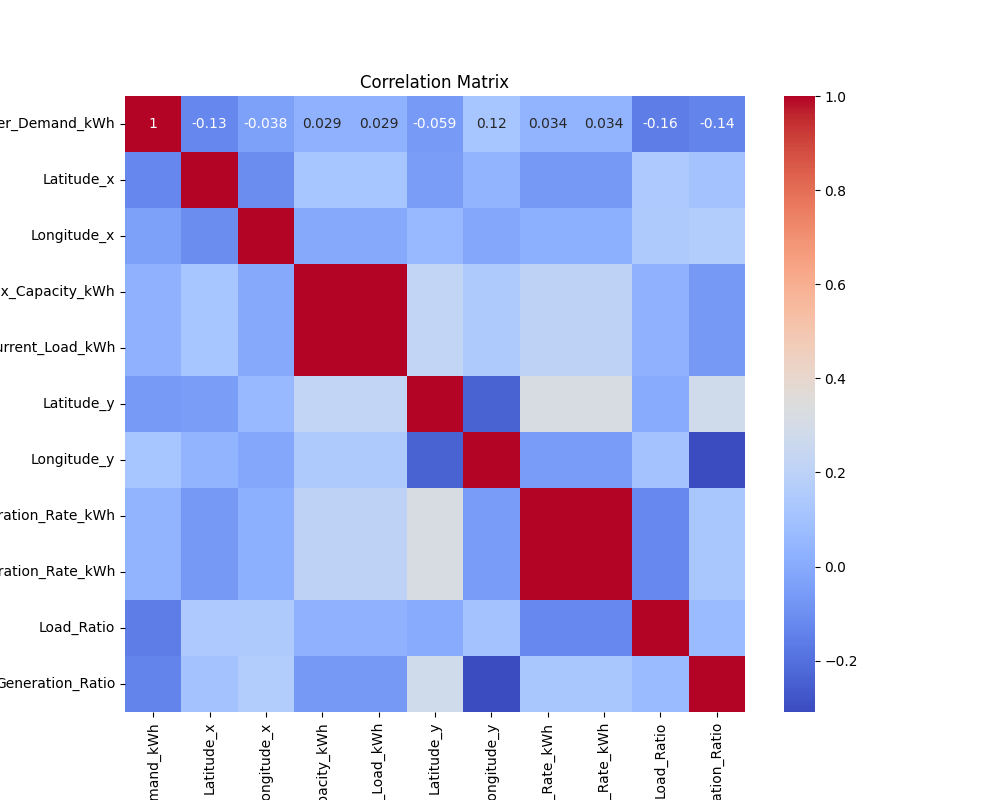 Correlation Matrix
er_Demand_kWh 1 -0.13 -0.038 0.029 0.029 -0.059 0.12 0.034 0.034 -0.16 -0.14
Latitude_x
Longitude_x
x_Capacity_kWh
urrent_Load_kWh
Latitude_y
Longitude_y
ration_Rate_kWh
ration_Rate_kWh
Load_Ratio
Generation_Ratio
mand_kWh
Latitude_x
ongitude_x
pacity_kWh
_Load_kWh
Latitude_y
ongitude_y
_Rate_kWh
_Rate_kWh
Load_Ratio
ation_Ratio
1.0
0.8
0.6
0.4
0.2
0.0
−0.2